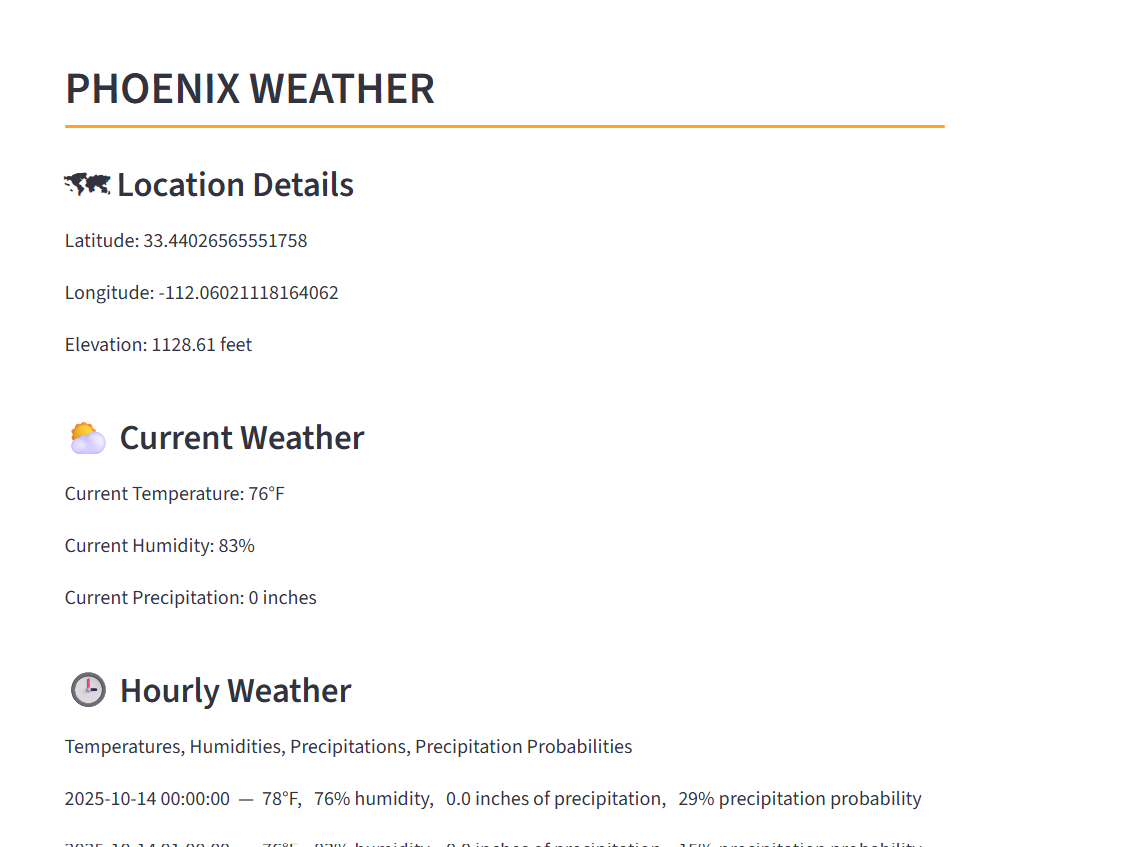 PHOENIX WEATHER
Location Details
Latitude: 33.44026565551758
Longitude: -112.06021118164062
Elevation: 1128.61 feet
Current Weather
Current Temperature: 76°F
Current Humidity: 83%
Current Precipitation: 0 inches
Hourly Weather
Temperatures, Humidities, Precipitations, Precipitation Probabilities
2025-10-14 00:00:00 — 78°F, 76% humidity, 0.0 inches of precipitation, 29% precipitation probability